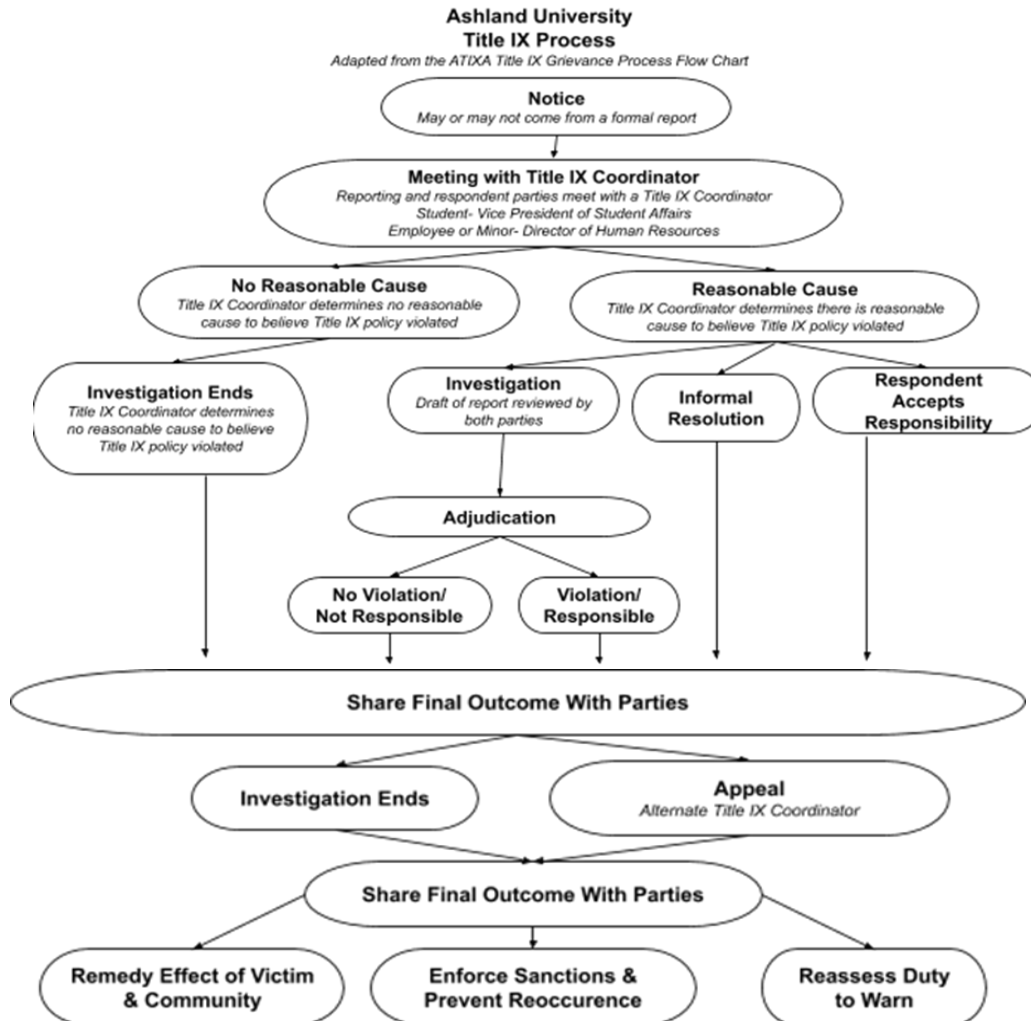 Ashland University
Title IX Process
Adapted from the ATIXA Title IX Grievance Process Flow Chart
Notice
May or may not come from a formal report
Meeting with Title IX Coordinator
Reporting and respondent parties meet with a Title IX Coordinator
Student- Vice President of Student Affairs
Employee or Minor- Director of Human Resources
No Reasonable Cause
Title IX Coordinator determines no reasonable
cause to believe Title IX policy violated
Reasonable Cause
Title IX Coordinator determines there is reasonable
cause to believe Title IX policy violated
Investigation Ends
Title IX Coordinator determines
no reasonable cause to believe
Title IX policy violated
Investigation
Draft of report reviewed by
both parties
Informal
Resolution
Respondent
Accepts
Responsibility
Adjudication
No Violation/
Not Responsible
Violation/
Responsible
Share Final Outcome With Parties
Investigation Ends
Appeal
Alternate Title IX Coordinator
Share Final Outcome With Parties
Remedy Effect of Victim
& Community
Enforce Sanctions &
Prevent Reoccurence
Reassess Duty
to Warn